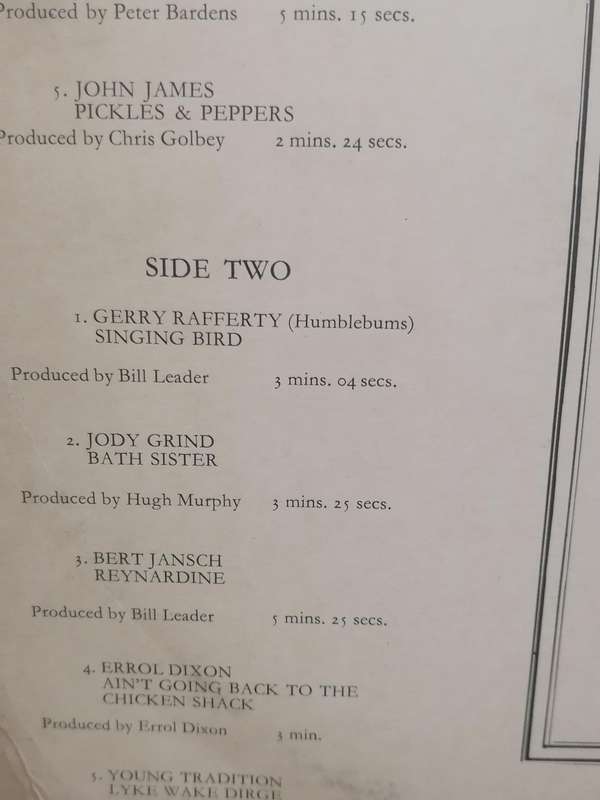 Produced by Peter Bardens 5 mins. 15 secs.
5. JOHN JAMES
PICKLES & PEPPERS
Produced by Chris Golbey 2 mins. 24 secs.
SIDE TWO
1. GERRY RAFFERTY (Humblebums)
SINGING BIRD
Produced by Bill Leader 3 mins. 04 secs.
2. JODY GRIND
BATH SISTER
Produced by Hugh Murphy 3 mins. 25 secs.
3. BERT JANSCH
REYNARDINE
Produced by Bill Leader 5 mins. 25 secs.
4. ERROL DIXON
AIN'T GOING BACK TO THE
CHICKEN SHACK
Produced by Errol Dixon 3 min.
5. YOUNG TRADITION
LYKE WAKE DIRGE